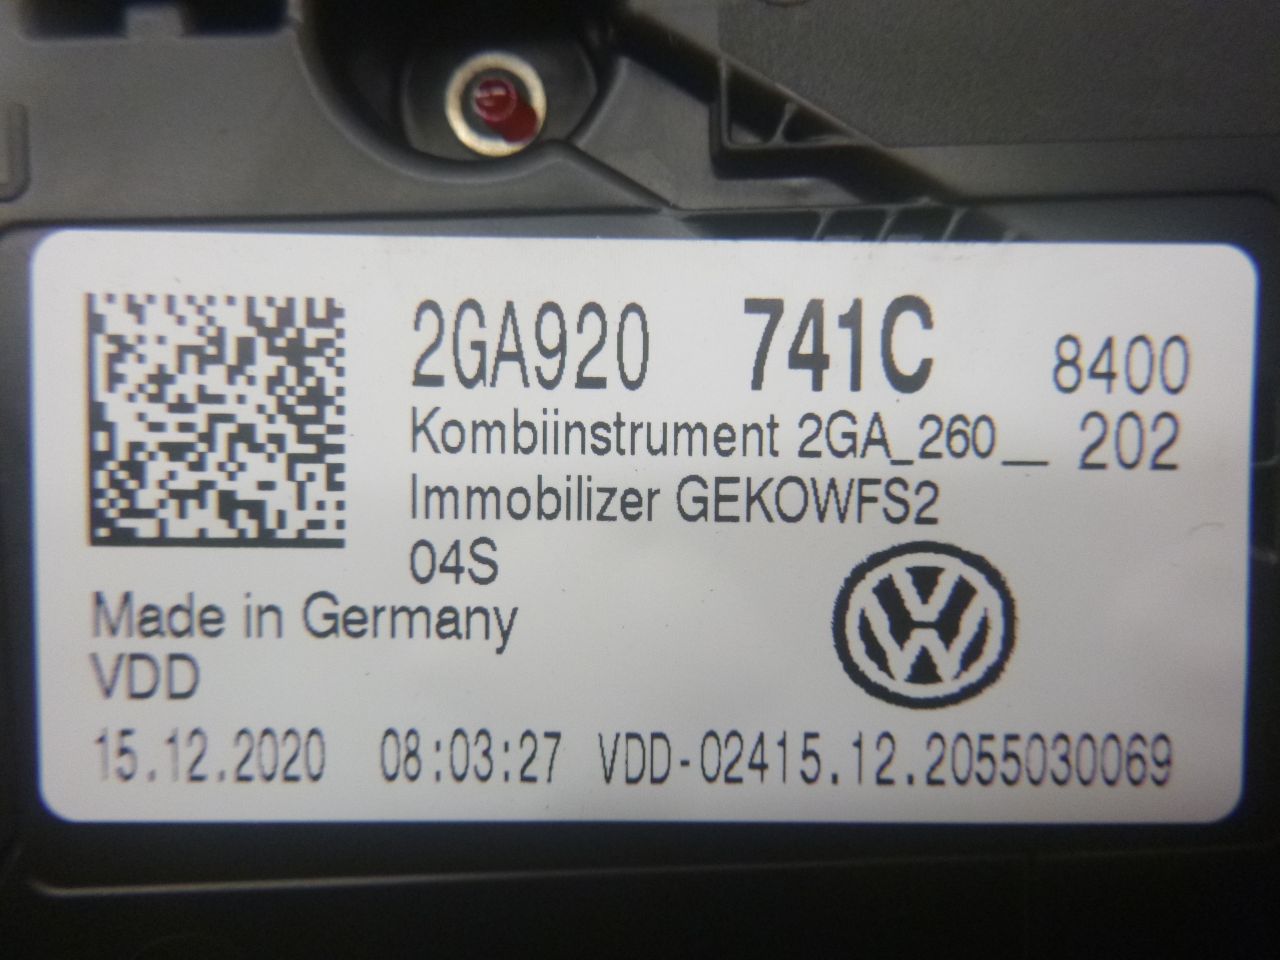 2GA920 741C 8400
Kombiinstrument 2GA_260__ 202
Immobilizer GEKOWFS2
04S
Made in Germany
VDD
15.12.2020 08:03:27 VDD-02415.12.2055030069